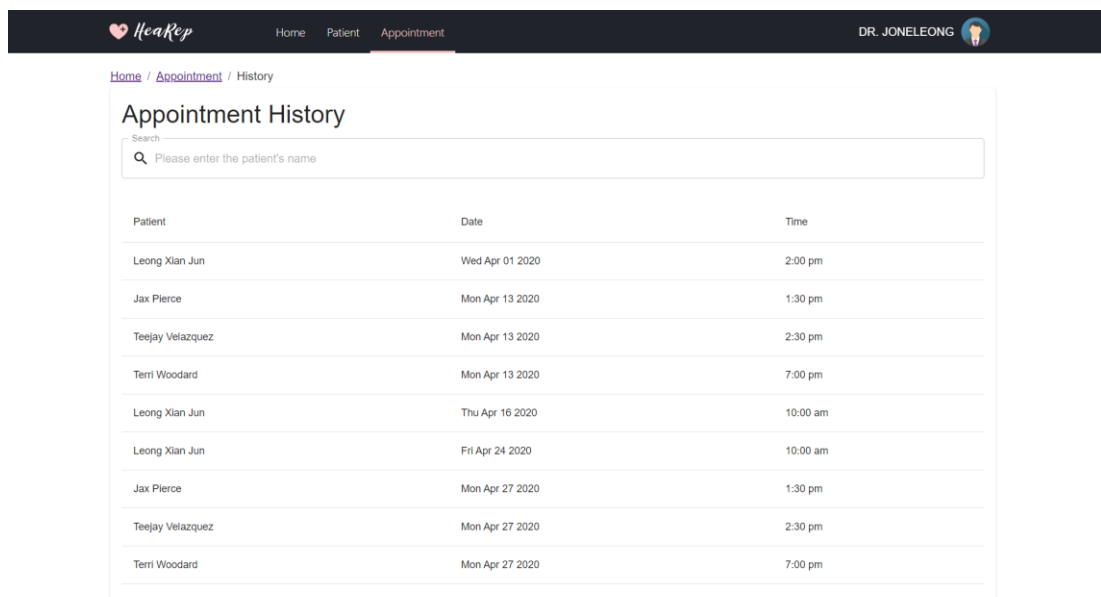 HeaRep Home Patient Appointment DR. JONELEONG
Home / Appointment / History
Appointment History
Search
Please enter the patient's name
Patient Date Time
Leong Xian Jun Wed Apr 01 2020 2:00 pm
Jax Pierce Mon Apr 13 2020 1:30 pm
Teejay Velazquez Mon Apr 13 2020 2:30 pm
Terri Woodard Mon Apr 13 2020 7:00 pm
Leong Xian Jun Thu Apr 16 2020 10:00 am
Leong Xian Jun Fri Apr 24 2020 10:00 am
Jax Pierce Mon Apr 27 2020 1:30 pm
Teejay Velazquez Mon Apr 27 2020 2:30 pm
Terri Woodard Mon Apr 27 2020 7:00 pm